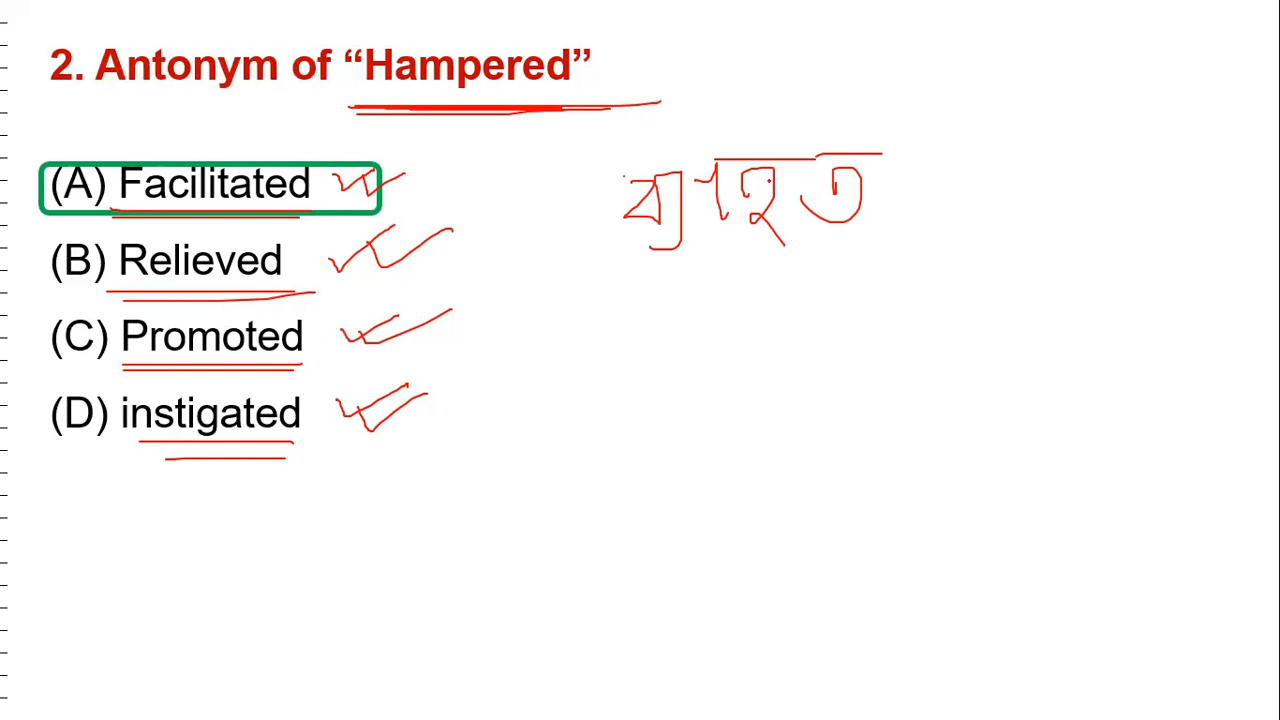 2. Antonym of “Hampered”
(A) Facilitated
ব্যাহত
(B) Relieved
(C) Promoted
(D) instigated